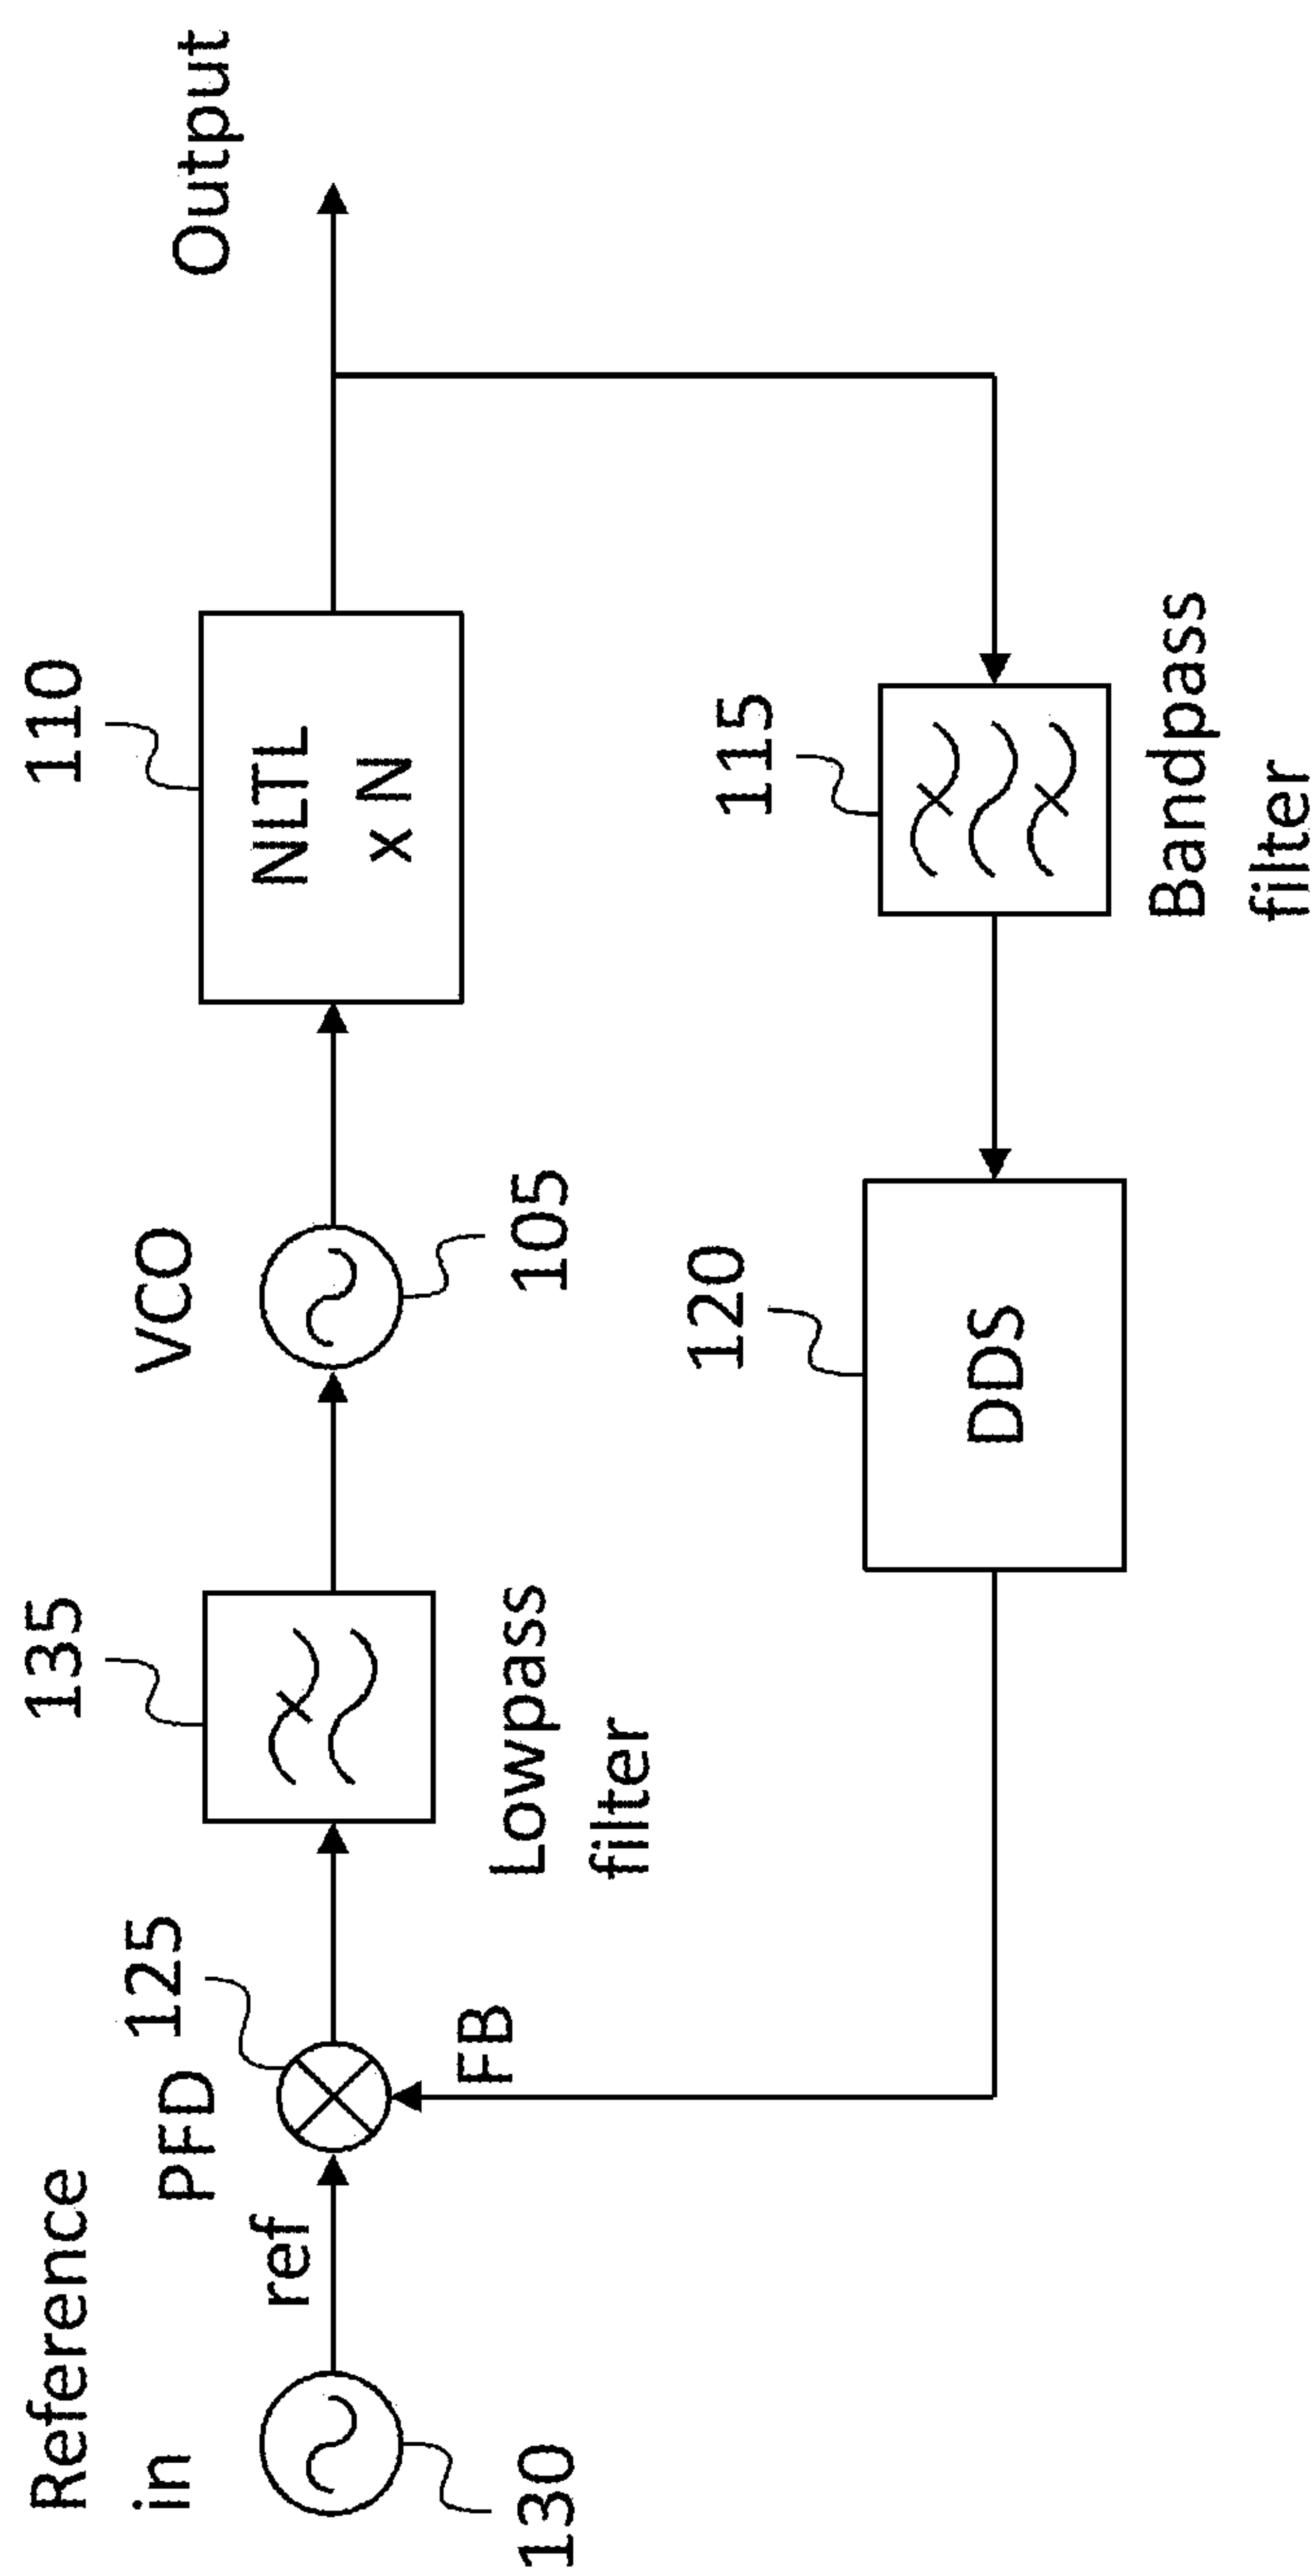 Reference
in
130
ref
PFD
125
FB
135
Lowpass
filter
VCO
105
110
NLTL
x N
Output
115
Bandpass
filter
120
DDS